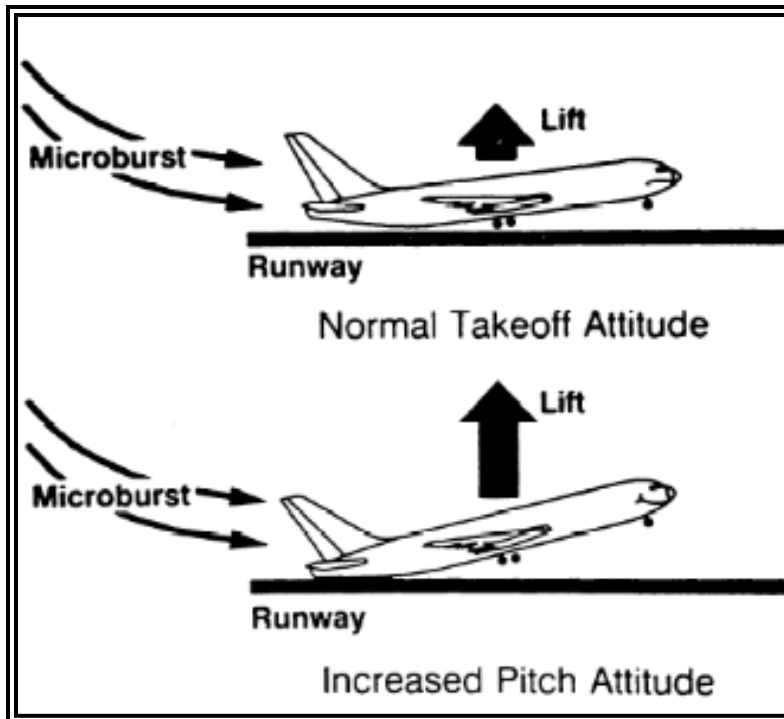 Lift
Microburst
Runway
Normal Takeoff Attitude
Lift
Microburst
Runway
Increased Pitch Attitude